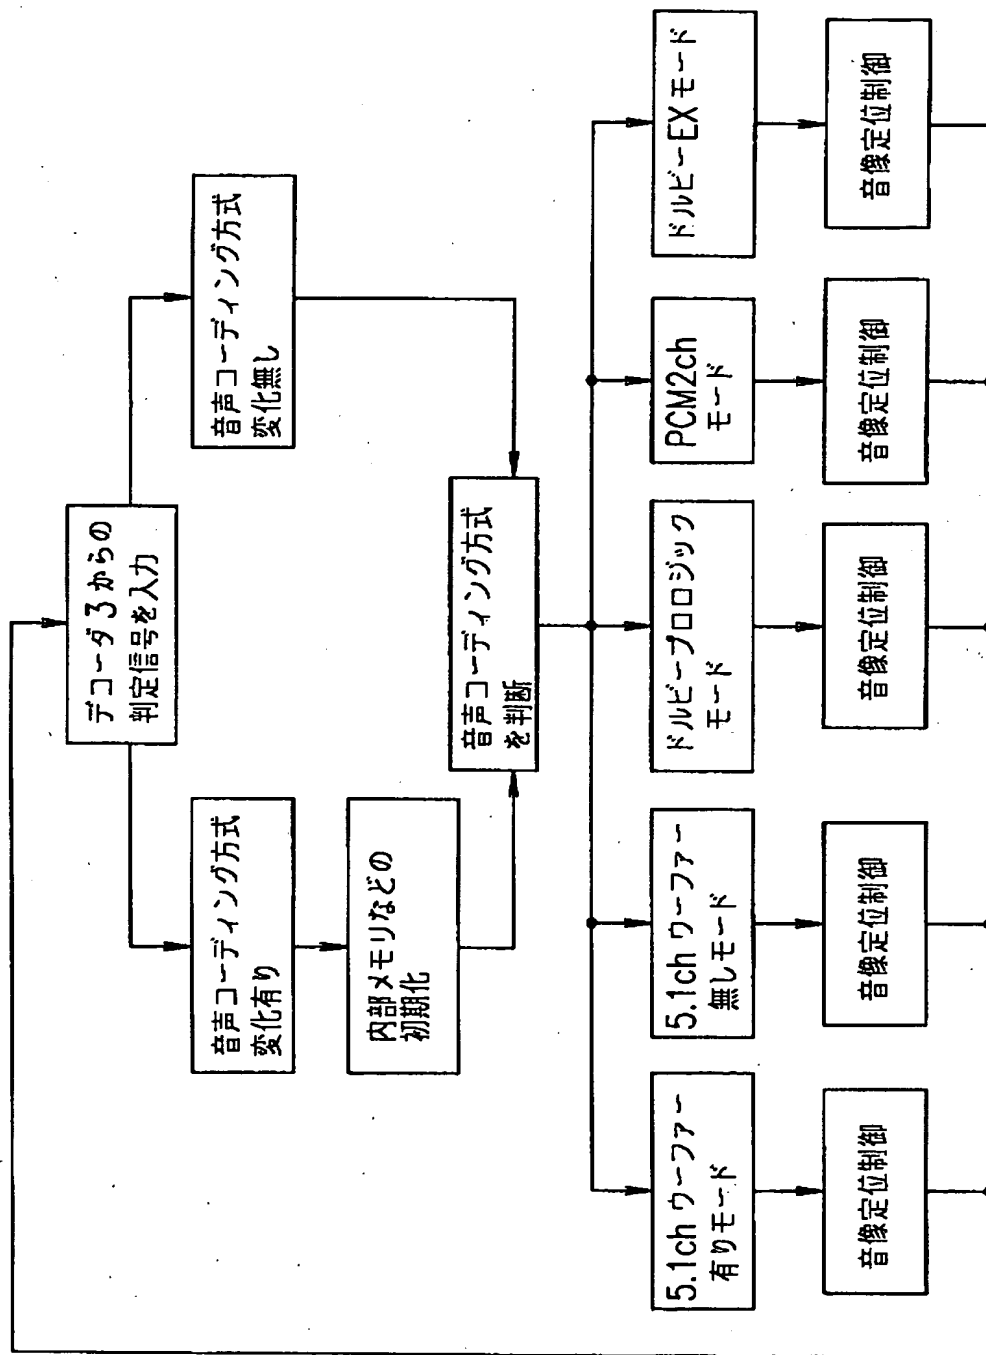 デコーダ3からの
判定信号を入力
音声コーディング方式
変化有り
音声コーディング方式
変化無し
内部メモリなどの
初期化
音声コーディング方式
を判断
5.1ch ウーファー
有りモード
5.1ch ウーファー
無しモード
ドルビープロロジック
モード
PCM2ch
モード
ドルビーEXモード
音像定位制御
音像定位制御
音像定位制御
音像定位制御
音像定位制御